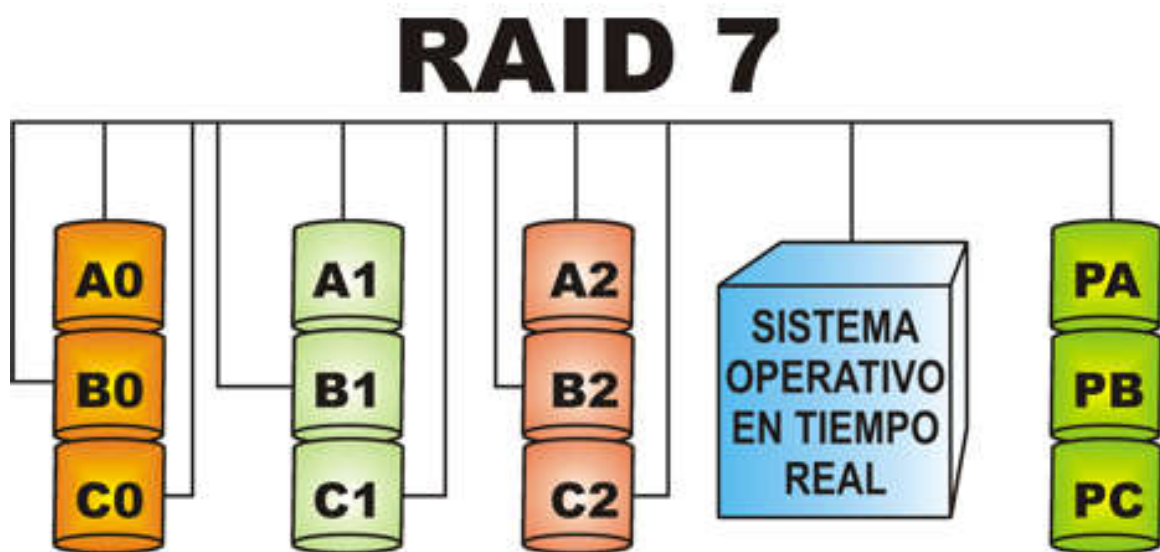 RAID 7
A0
B0
C0
A1
B1
C1
A2
B2
C2
SISTEMA
OPERATIVO
EN TIEMPO
REAL
PA
PB
PC